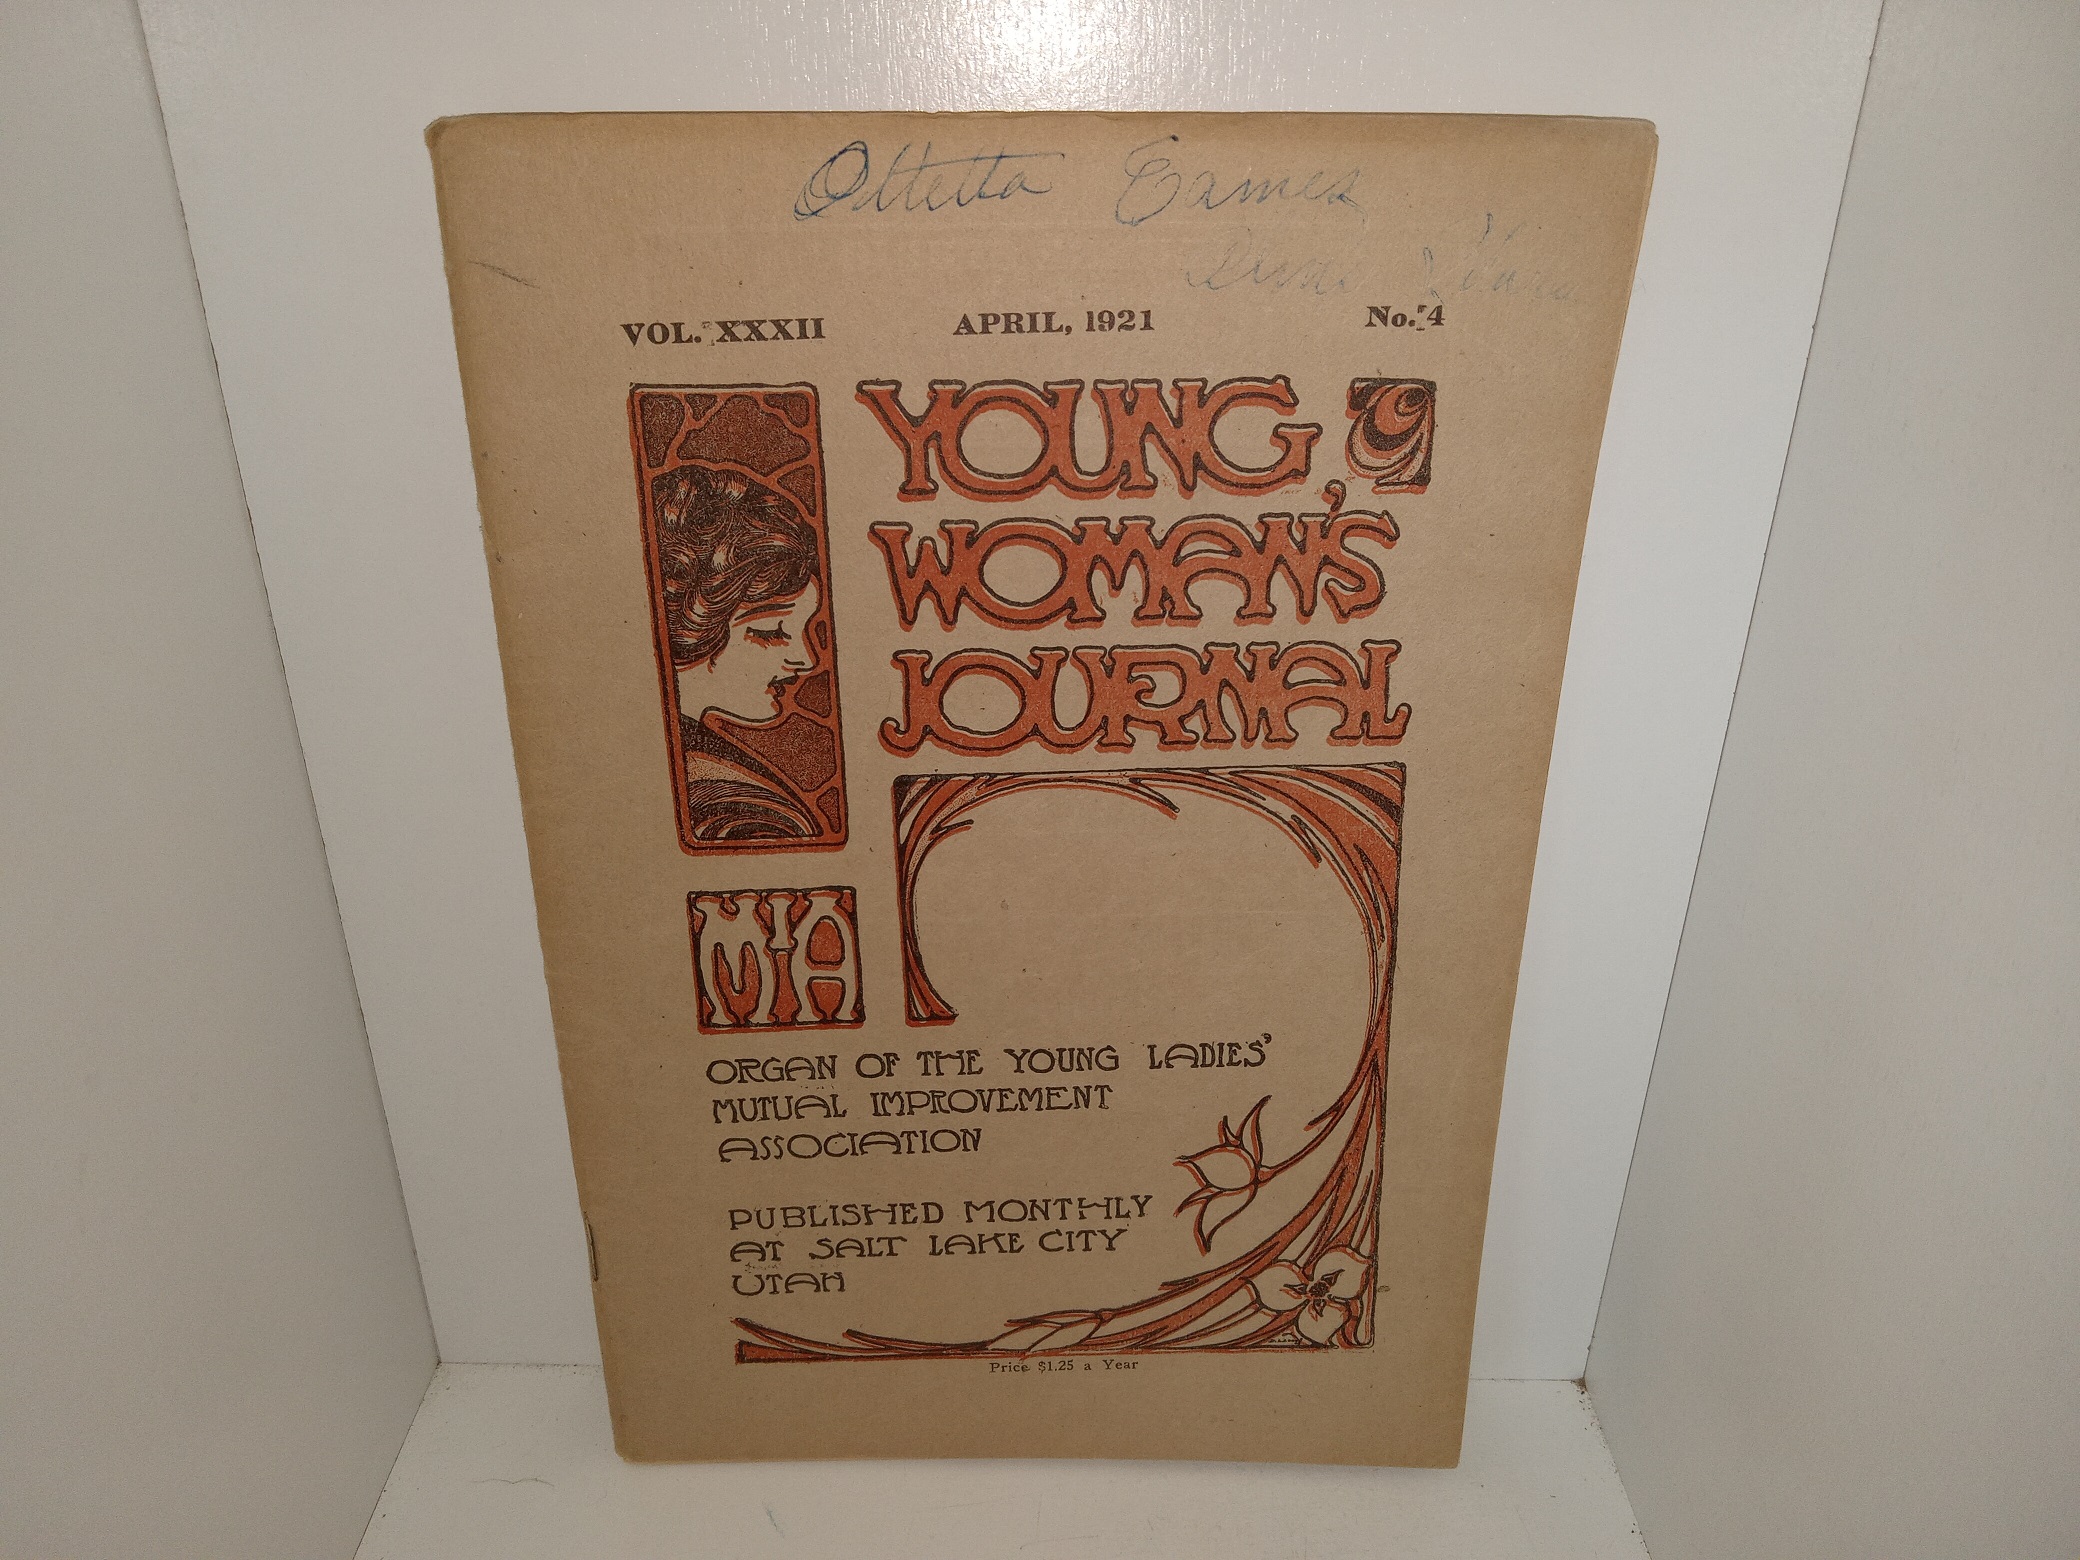 Ottetta Eames
VOL. XXXII APRIL, 1921 No. 4
YOUNG
WOMAN'S
JOURNAL
MIA
ORGAN OF THE YOUNG LADIES'
MUTUAL IMPROVEMENT
ASSOCIATION
PUBLISHED MONTHLY
AT SALT LAKE CITY
UTAH
Price $1.25 a Year